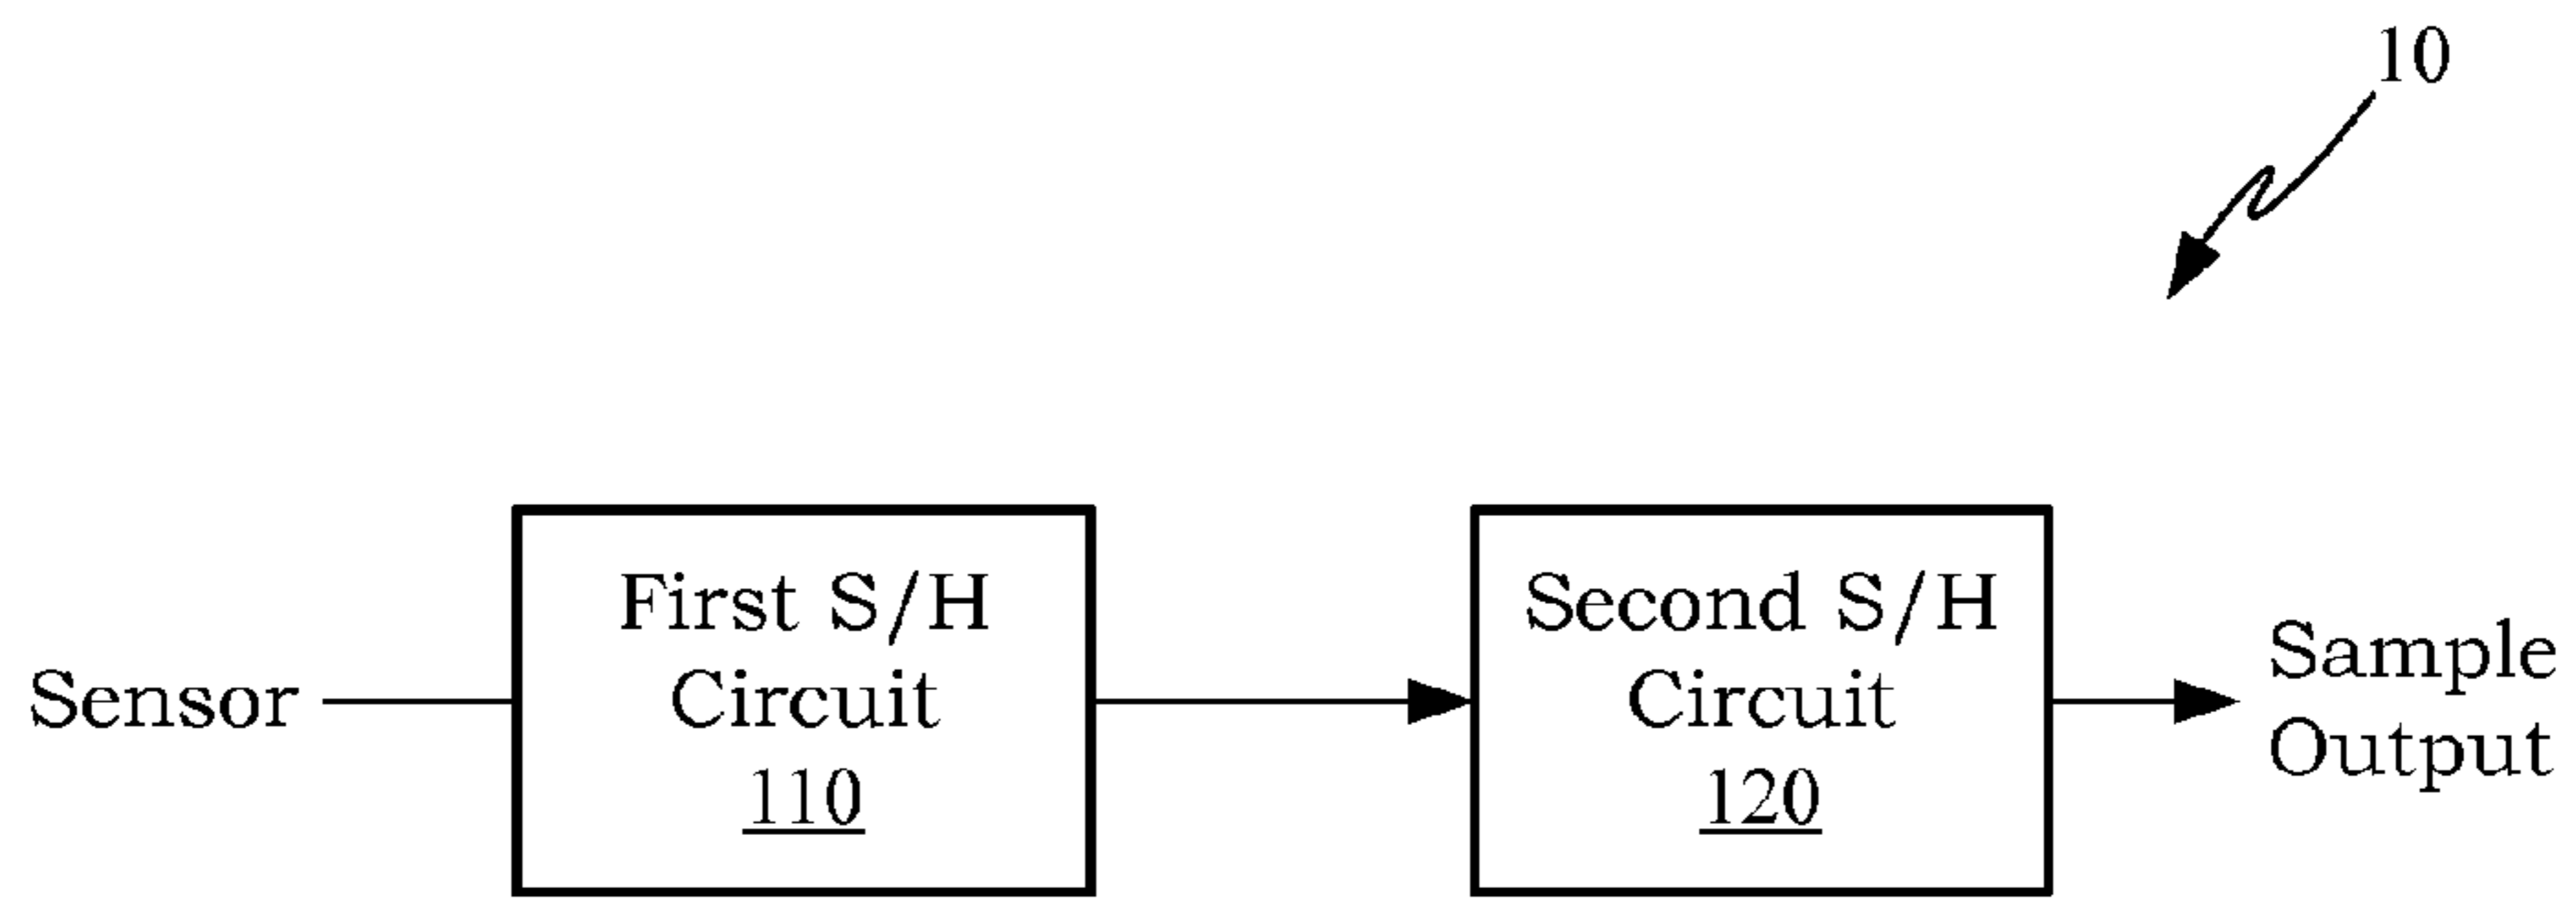 10
Sensor
First S/H
Circuit
110
Second S/H
Circuit
120
Sample
Output